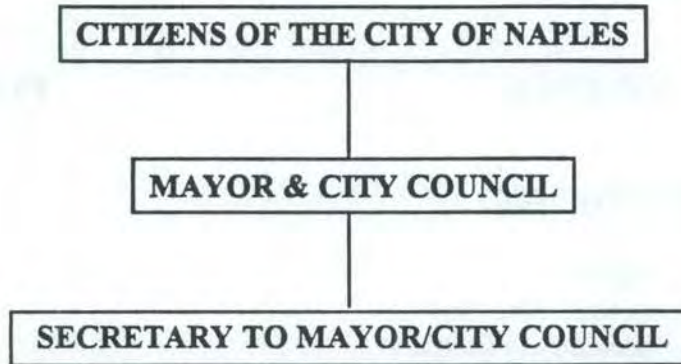 CITIZENS OF THE CITY OF NAPLES
MAYOR & CITY COUNCIL
SECRETARY TO MAYOR/CITY COUNCIL